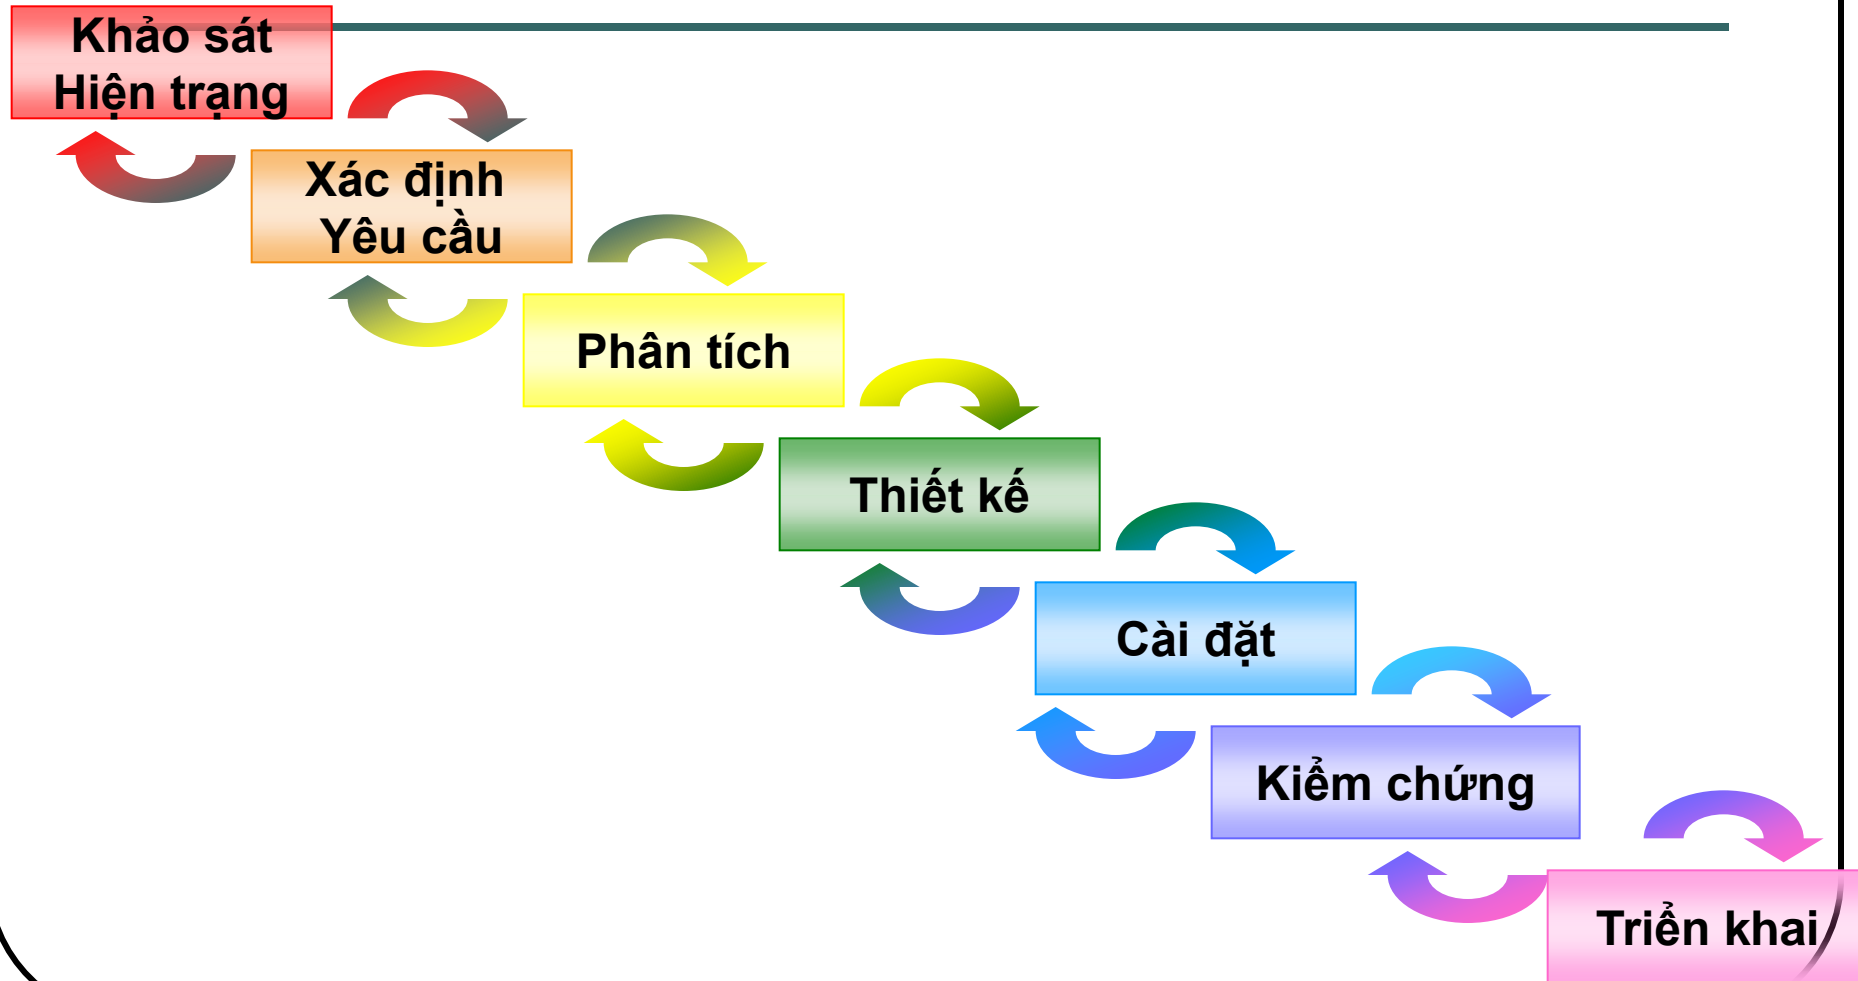 Khảo sát
Hiện trạng
Xác định
Yêu cầu
Phân tích
Thiết kế
Cài đặt
Kiểm chứng
Triển khai